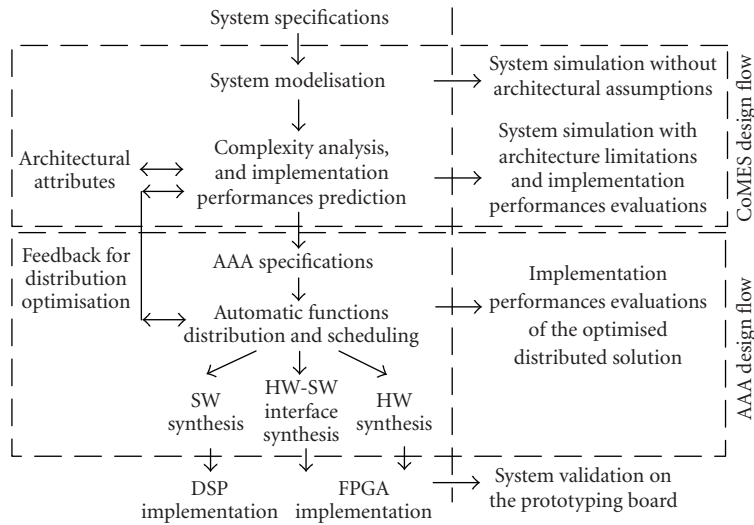 System specifications
System modelisation
System simulation without
architectural assumptions
Architectural
attributes
Complexity analysis,
and implementation
performances prediction
System simulation with
architecture limitations
and implementation
performances evaluations
CoMES design flow
Feedback for
distribution
optimisation
AAA specifications
Automatic functions
distribution and scheduling
Implementation
performances evaluations
of the optimised
distributed solution
AAA design flow
SW
synthesis
HW-SW
interface
synthesis
HW
synthesis
DSP
implementation
FPGA
implementation
System validation on
the prototyping board